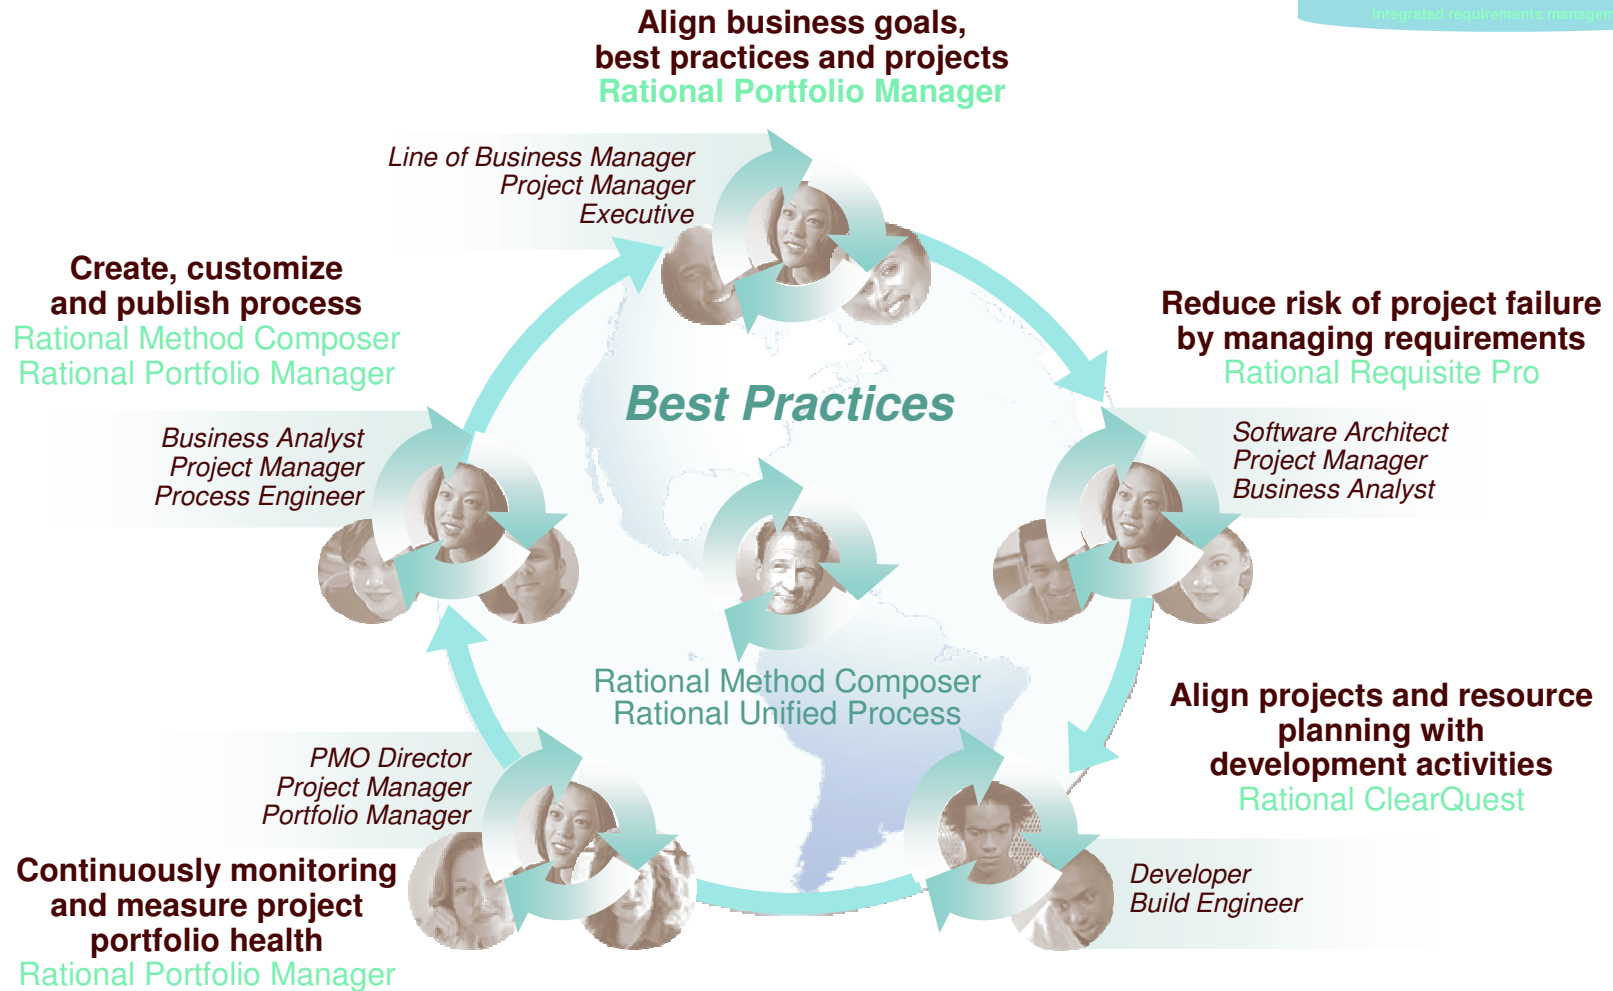 Integrated requirements managem
Align business goals,
best practices and projects
Rational Portfolio Manager
Line of Business Manager
Project Manager
Executive
Create, customize
and publish process
Rational Method Composer
Rational Portfolio Manager
Business Analyst
Project Manager
Process Engineer
Reduce risk of project failure
by managing requirements
Rational Requisite Pro
Software Architect
Project Manager
Business Analyst
Best Practices
Rational Method Composer
Rational Unified Process
Align projects and resource
planning with
development activities
Rational ClearQuest
Developer
Build Engineer
PMO Director
Project Manager
Portfolio Manager
Continuously monitoring
and measure project
portfolio health
Rational Portfolio Manager